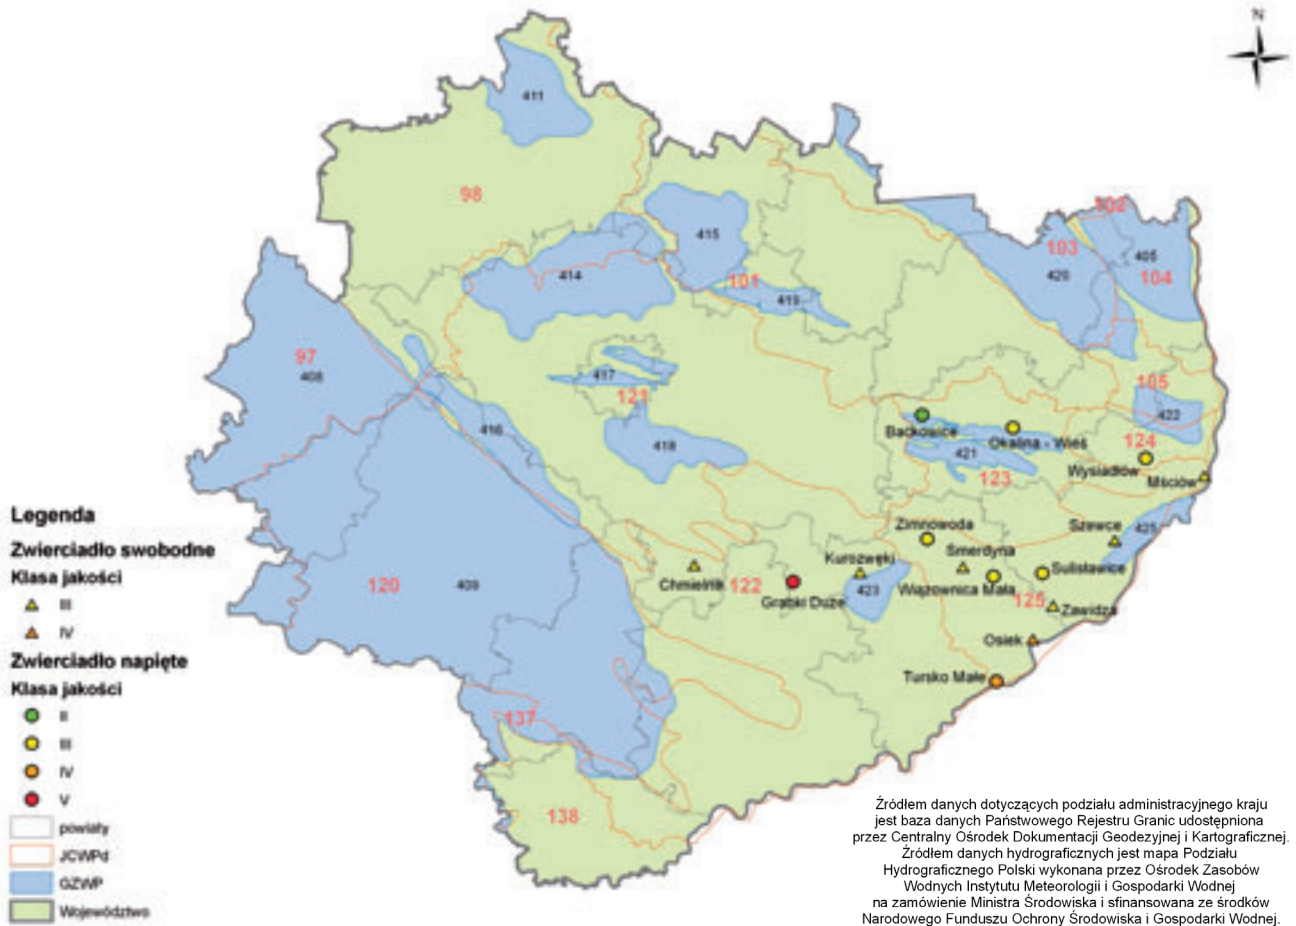 N
411
98
415
102
103
405
104
420
414
101
419
97
408
417
121
105
422
416
418
Baćkowice
Okalina - Wieś
124
421
Wysiadłów
123
Mściów
Zimnowoda
Szewce
425
Smerdyna
Kurozwęki
Sulisławice
120
409
Chmielnik
122
Grabki Duże
423
Wiązownica Mała
125
Zawidza
Osiek
Tursko Małe
137
138
Legenda
Zwierciadło swobodne
Klasa jakości
III
IV
Zwierciadło napięte
Klasa jakości
II
III
IV
V
powiaty
JCWPd
GZWP
Województwo
Źródłem danych dotyczących podziału administracyjnego kraju
jest baza danych Państwowego Rejestru Granic udostępniona
przez Centralny Ośrodek Dokumentacji Geodezyjnej i Kartograficznej.
Źródłem danych hydrograficznych jest mapa Podziału
Hydrograficznego Polski wykonana przez Ośrodek Zasobów
Wodnych Instytutu Meteorologii i Gospodarki Wodnej
na zamówienie Ministra Środowiska i sfinansowana ze środków
Narodowego Funduszu Ochrony Środowiska i Gospodarki Wodnej.